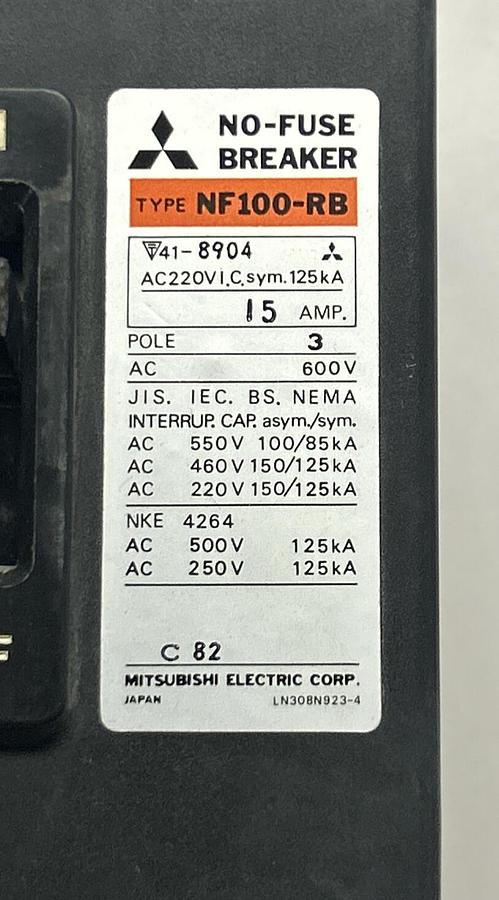 NO-FUSE
BREAKER
TYPE NF100-RB
41-8904
AC220V I.C. sym. 125kA
15 AMP.
POLE 3
AC 600V
JIS. IEC. BS. NEMA
INTERRUP. CAP. asym./sym.
AC 550V 100/85kA
AC 460V 150/125kA
AC 220V 150/125kA
NKE 4264
AC 500V 125kA
AC 250V 125kA
C 82
MITSUBISHI ELECTRIC CORP.
JAPAN LN308N923-4